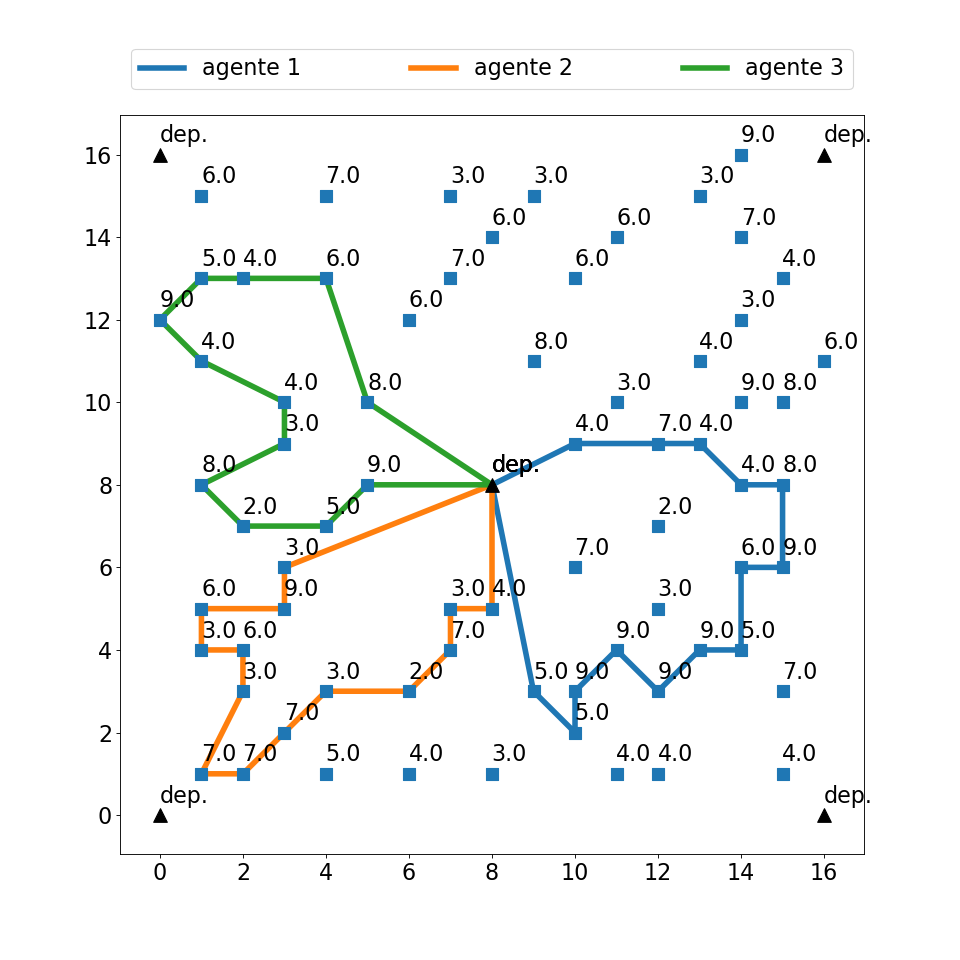 agente 1 agente 2 agente 3
dep. 9.0 dep.
16
6.0 7.0 3.0 3.0 3.0
6.0 6.0 7.0
14
5.0 4.0 6.0 7.0 6.0 4.0
9.0 6.0 3.0
12
4.0 8.0 4.0 6.0
4.0 8.0 3.0 9.0 8.0
10
3.0 4.0 7.0 4.0
8.0 9.0 dep. dep. 4.0 8.0
8
2.0 5.0 2.0
3.0 7.0 6.0 9.0
6
6.0 9.0 3.0 4.0 3.0
3.0 6.0 7.0 9.0 9.0 5.0
4
3.0 3.0 2.0 5.0 9.0 9.0 7.0
7.0 5.0
2
7.0 7.0 5.0 4.0 3.0 4.0 4.0 4.0
dep. dep.
0
0 2 4 6 8 10 12 14 16